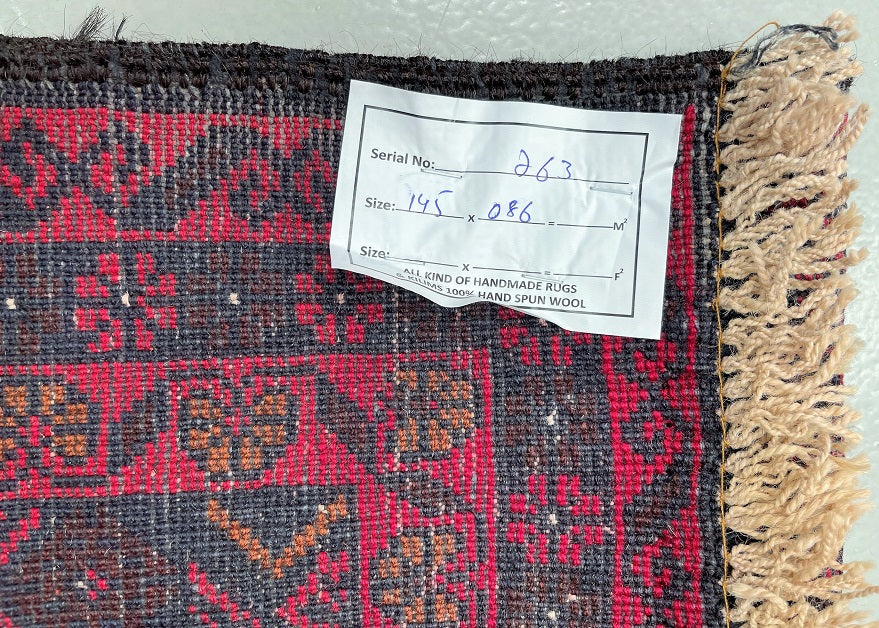 Serial No: 263
Size: 145 x 086 = M²
Size: x = F²
ALL KIND OF HANDMADE RUGS
& KILIMS 100% HAND SPUN WOOL